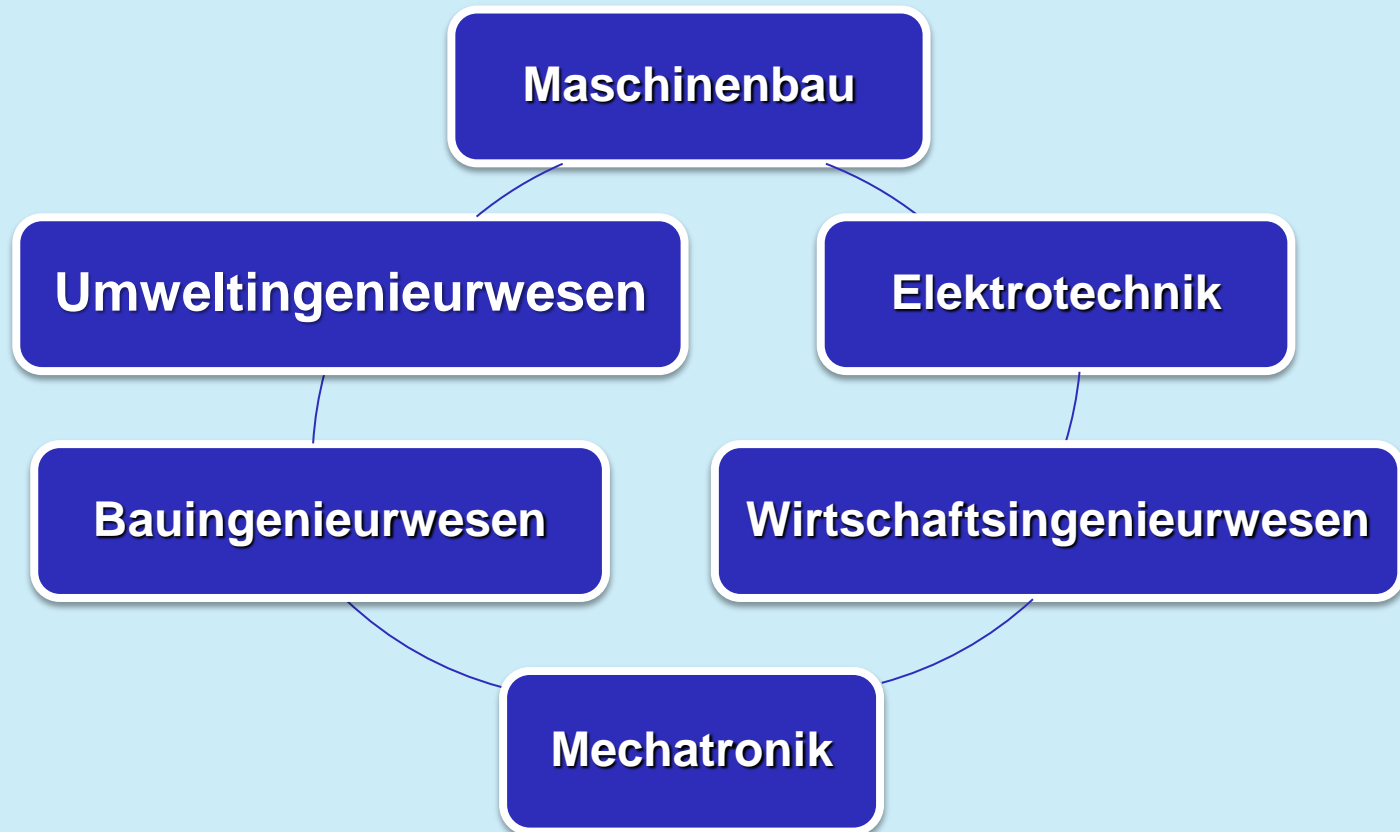 Maschinenbau
Umweltingenieurwesen
Elektrotechnik
Bauingenieurwesen
Wirtschaftsingenieurwesen
Mechatronik